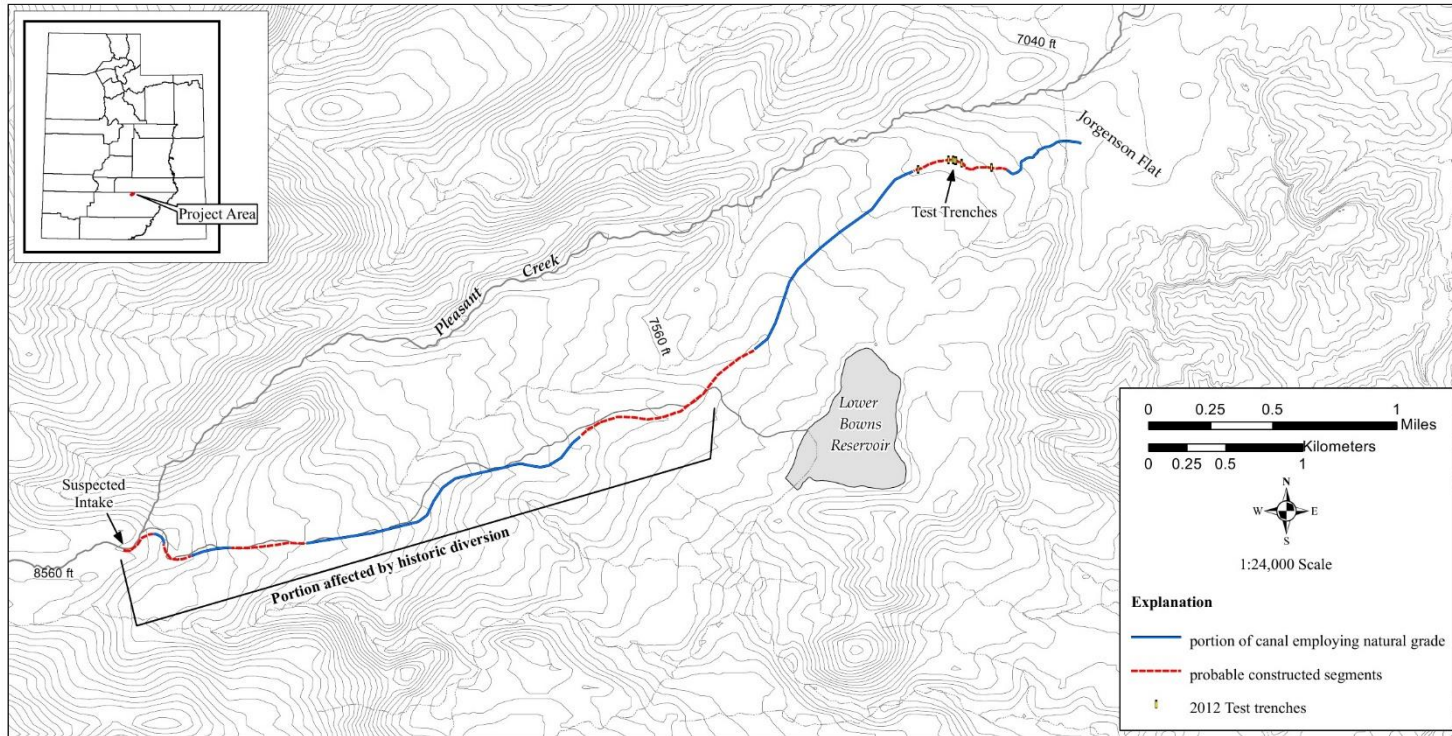 Project Area
7040 ft
Jorgenson Flat
Test Trenches
Pleasant Creek
7560 ft
Lower
Bowns
Reservoir
Suspected
Intake
8560 ft
Portion affected by historic diversion
0 0.25 0.5 1
Miles
Kilometers
0 0.25 0.5 1
N
W E
S
1:24,000 Scale
Explanation
portion of canal employing natural grade
probable constructed segments
2012 Test trenches